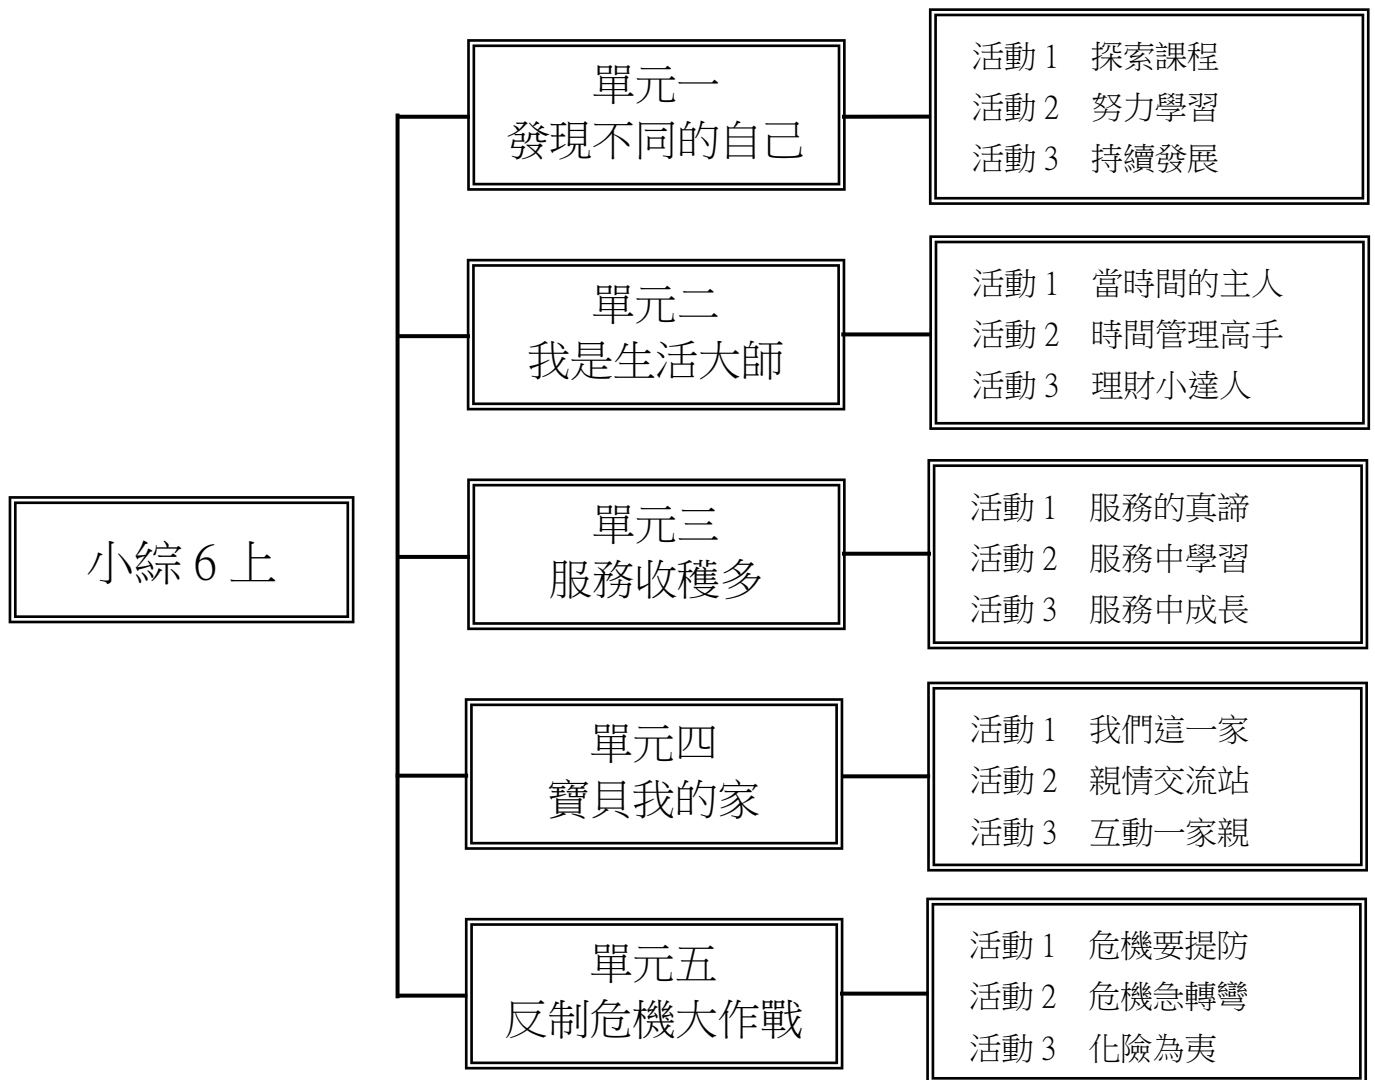 小綜 6 上
單元一
發現不同的自己
活動 1　探索課程
活動 2　努力學習
活動 3　持續發展
單元二
我是生活大師
活動 1　當時間的主人
活動 2　時間管理高手
活動 3　理財小達人
單元三
服務收穫多
活動 1　服務的真諦
活動 2　服務中學習
活動 3　服務中成長
單元四
寶貝我的家
活動 1　我們這一家
活動 2　親情交流站
活動 3　互動一家親
單元五
反制危機大作戰
活動 1　危機要提防
活動 2　危機急轉彎
活動 3　化險為夷